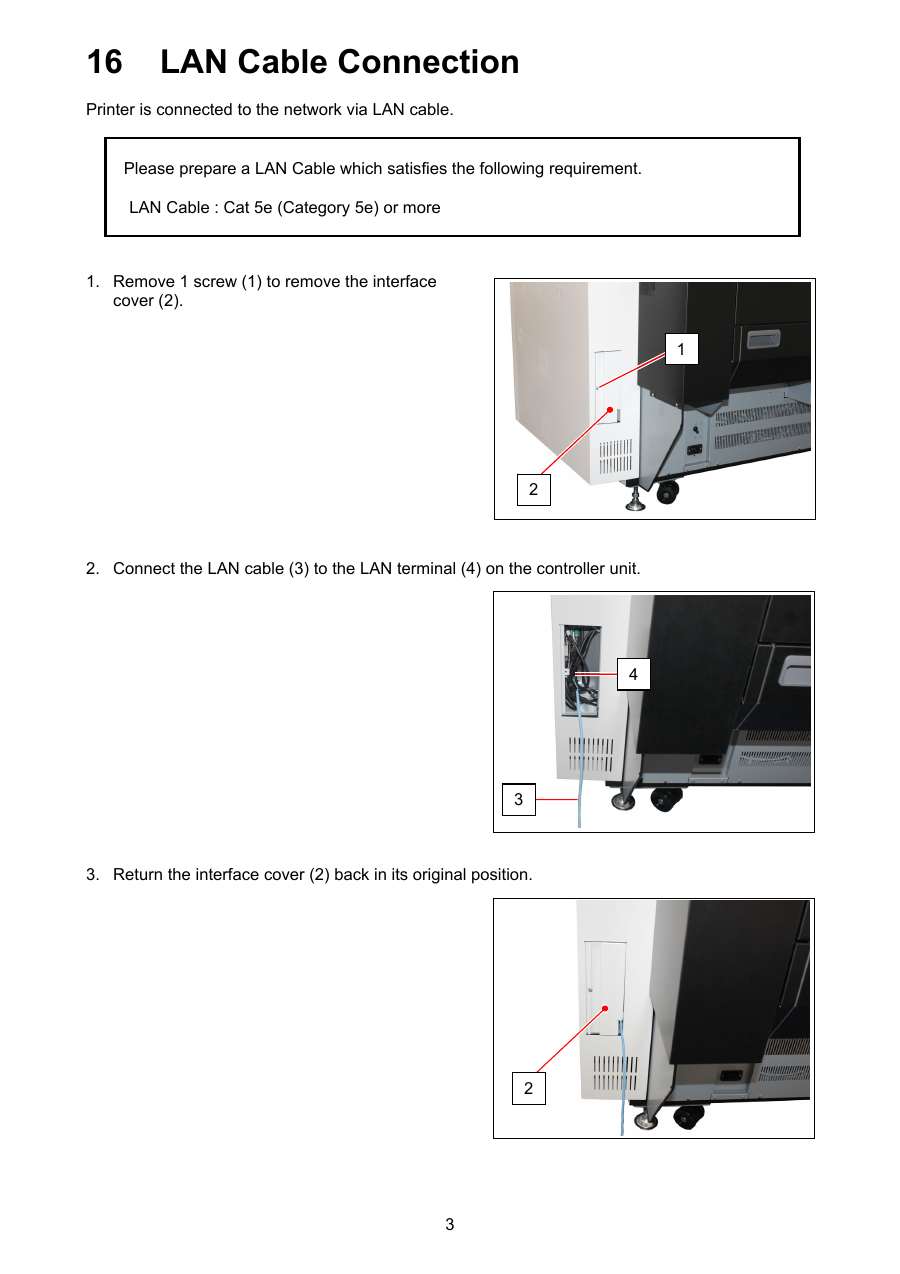 16 LAN Cable Connection
Printer is connected to the network via LAN cable.
Please prepare a LAN Cable which satisfies the following requirement.
LAN Cable : Cat 5e (Category 5e) or more
1. Remove 1 screw (1) to remove the interface
cover (2).
1
2
2. Connect the LAN cable (3) to the LAN terminal (4) on the controller unit.
4
3
3. Return the interface cover (2) back in its original position.
2
3